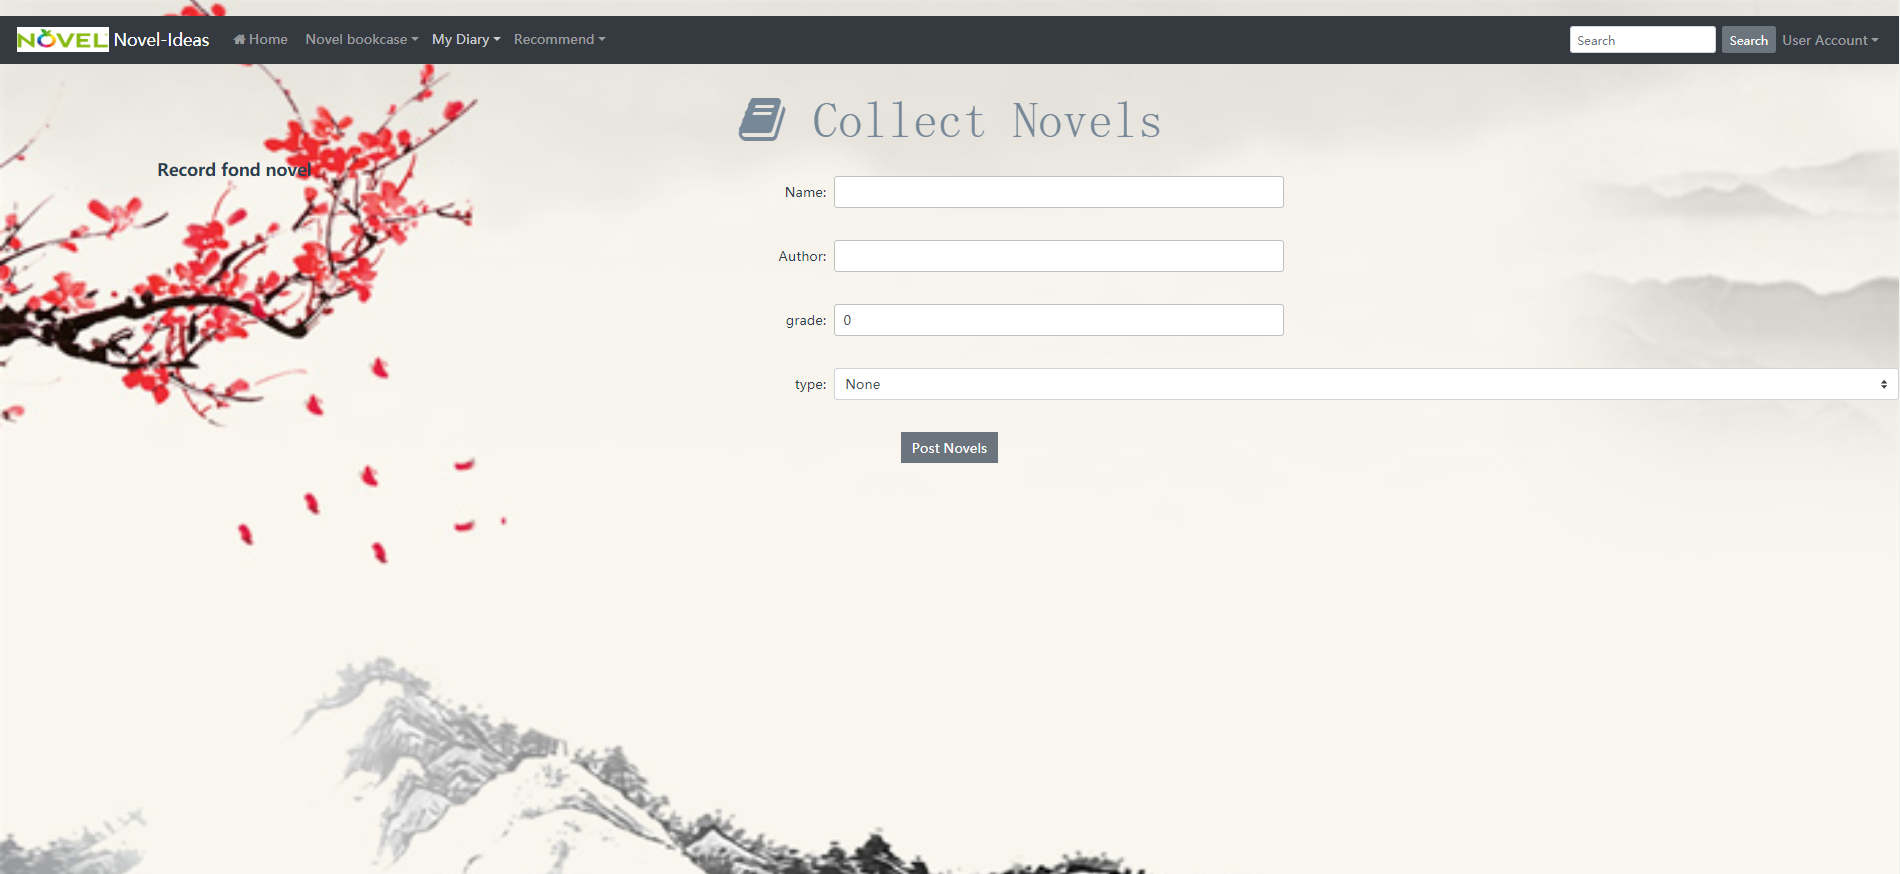 NOVEL Novel-Ideas Home Novel bookcase My Diary Recommend Search Search User Account
Collect Novels
Record fond novel
Name:
Author:
grade: 0
type: None
Post Novels